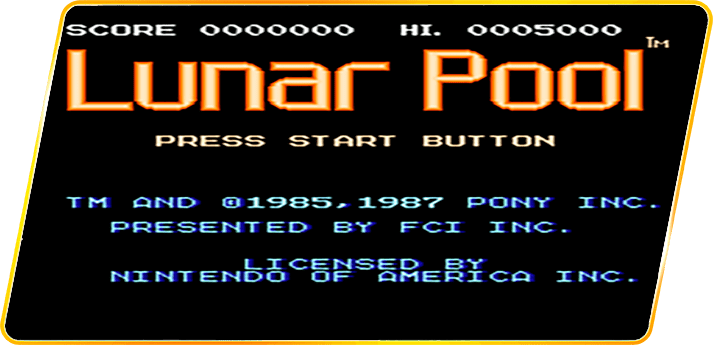 SCORE 0000000 HI. 0005000
Lunar Pool™
PRESS START BUTTON
TM AND ©1985,1987 PONY INC.
PRESENTED BY FCI INC.
LICENSED BY
NINTENDO OF AMERICA INC.